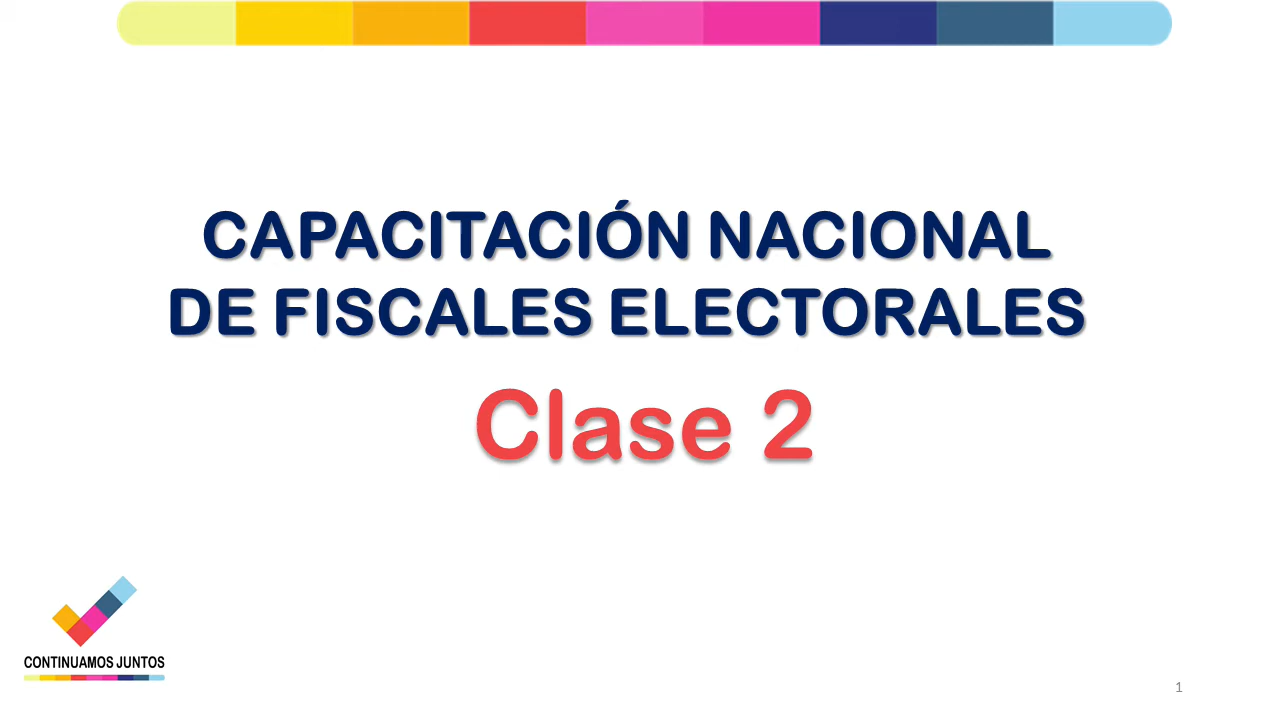 CAPACITACIÓN NACIONAL
DE FISCALES ELECTORALES
Clase 2
CONTINUAMOS JUNTOS
1